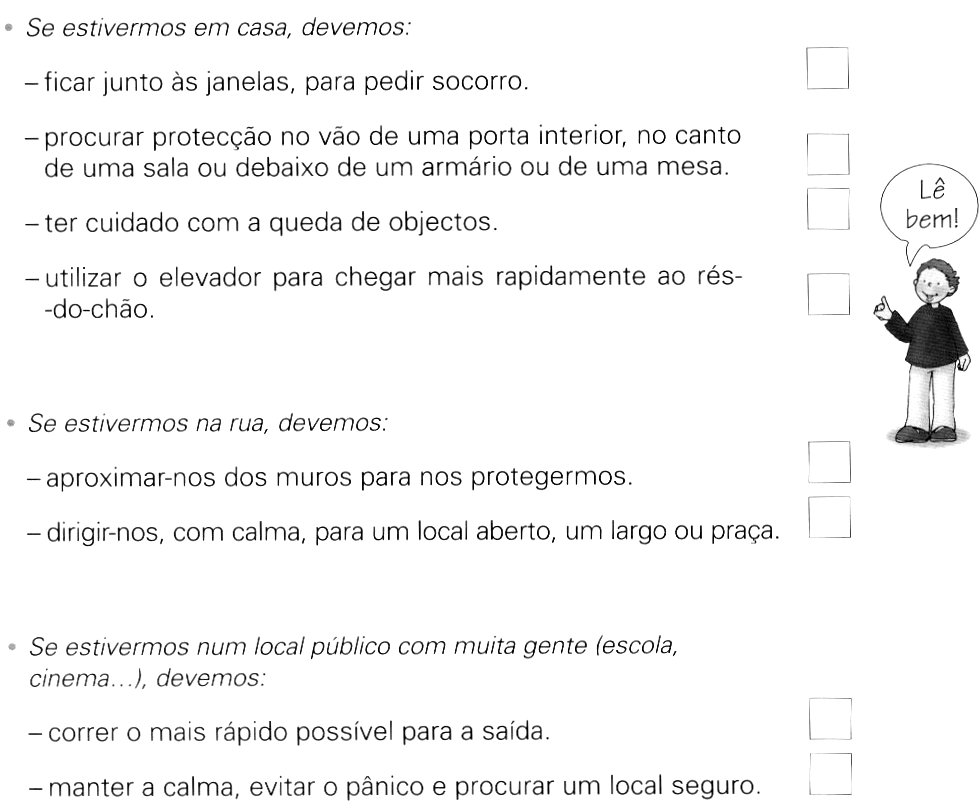 • Se estivermos em casa, devemos:
– ficar junto às janelas, para pedir socorro.
– procurar protecção no vão de uma porta interior, no canto
de uma sala ou debaixo de um armário ou de uma mesa.
– ter cuidado com a queda de objectos.
– utilizar o elevador para chegar mais rapidamente ao rés-
-do-chão.
Lê
bem!
• Se estivermos na rua, devemos:
– aproximar-nos dos muros para nos protegermos.
– dirigir-nos, com calma, para um local aberto, um largo ou praça.
• Se estivermos num local público com muita gente (escola,
cinema...), devemos:
– correr o mais rápido possível para a saída.
– manter a calma, evitar o pânico e procurar um local seguro.